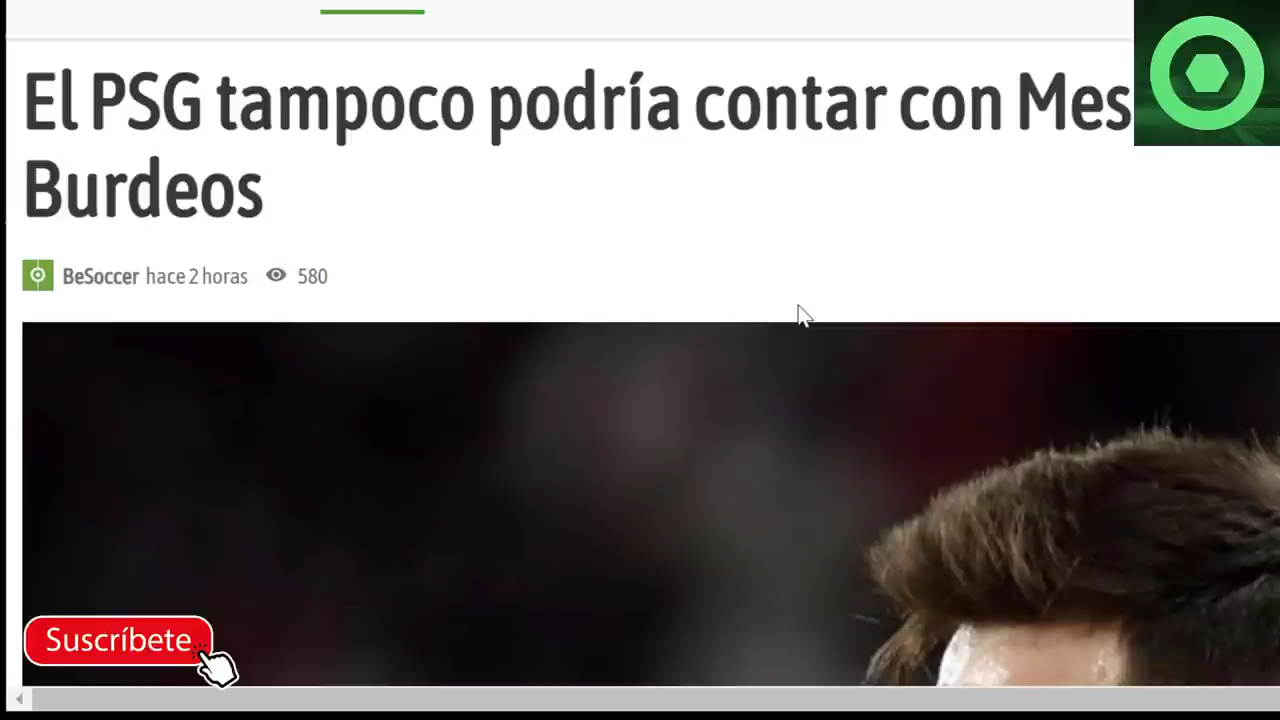 El PSG tampoco podría contar con Mes
Burdeos
BeSoccer hace 2 horas 580
Suscríbete